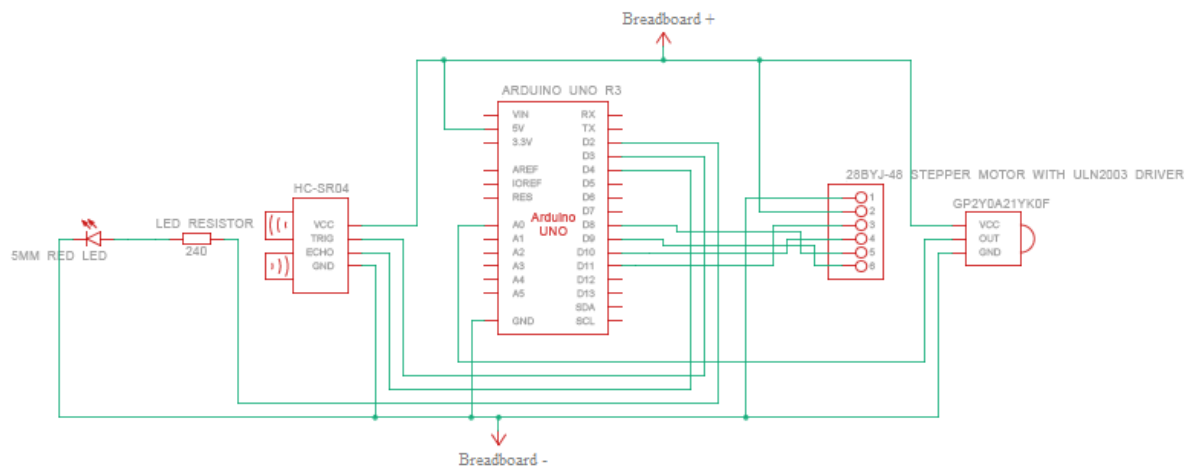 Breadboard +
ARDUINO UNO R3
VIN
5V
3.3V
AREF
IOREF
RES
A0
A1
A2
A3
A4
A5
GND
RX
TX
D2
D3
D4
D5
D6
D7
D8
D9
D10
D11
D12
D13
SDA
SCL
Arduino
UNO
HC-SR04
VCC
TRIG
ECHO
GND
LED RESISTOR
240
5MM RED LED
28BYJ-48 STEPPER MOTOR WITH ULN2003 DRIVER
1
2
3
4
5
6
GP2Y0A21YK0F
VCC
OUT
GND
Breadboard -